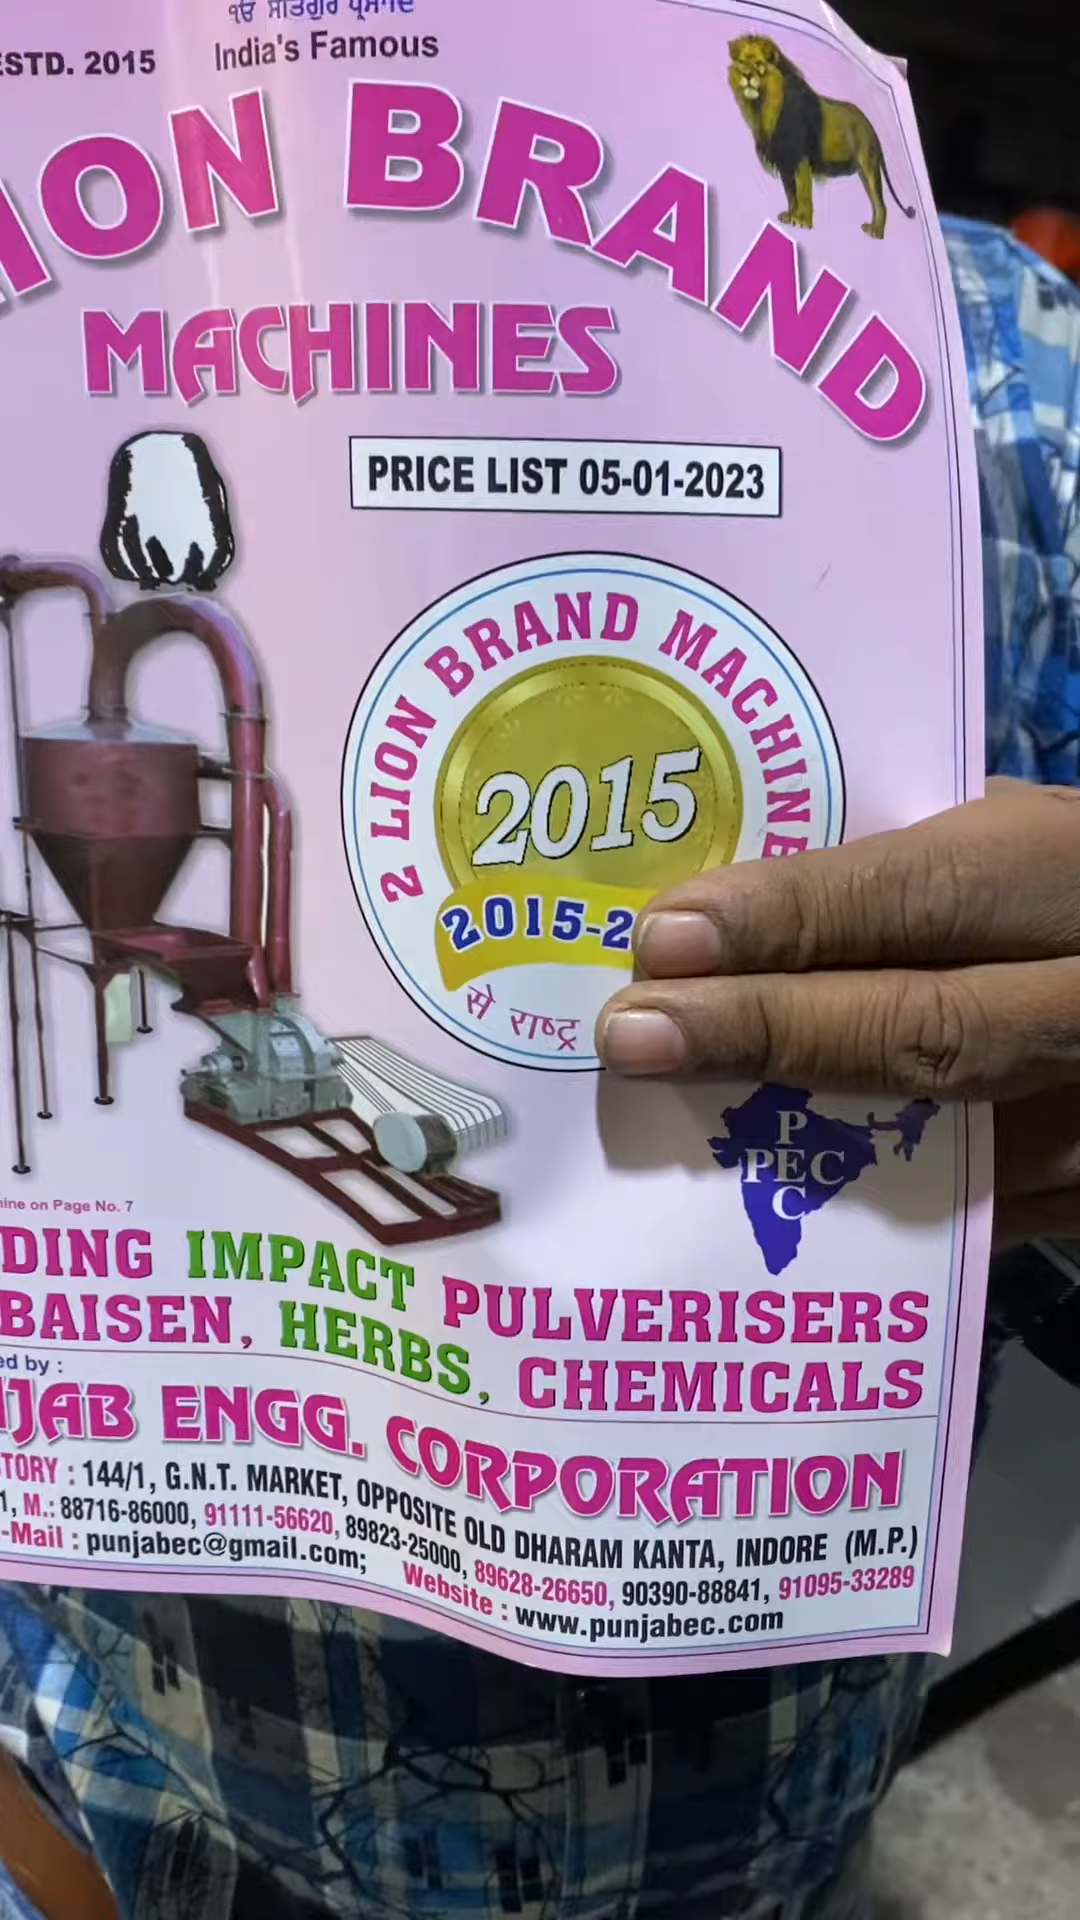 ੴ ਸਤਿਗੁਰ ਪ੍ਰਸਾਦਿ
ESTD. 2015
India's Famous
ION BRAND
MACHINES
PRICE LIST 05-01-2023
2 LION BRAND MACHINE
2015
2015-2
से राष्ट्र
P
PEC
C
ine on Page No. 7
DING IMPACT PULVERISERS
BAISEN, HERBS, CHEMICALS
ed by :
JAB ENGG. CORPORATION
TORY : 144/1, G.N.T. MARKET, OPPOSITE OLD DHARAM KANTA, INDORE (M.P.)
1, M.: 88716-86000, 91111-56620, 89823-25000, 89628-26650, 90390-88841, 91095-33289
-Mail : punjabec@gmail.com; Website : www.punjabec.com